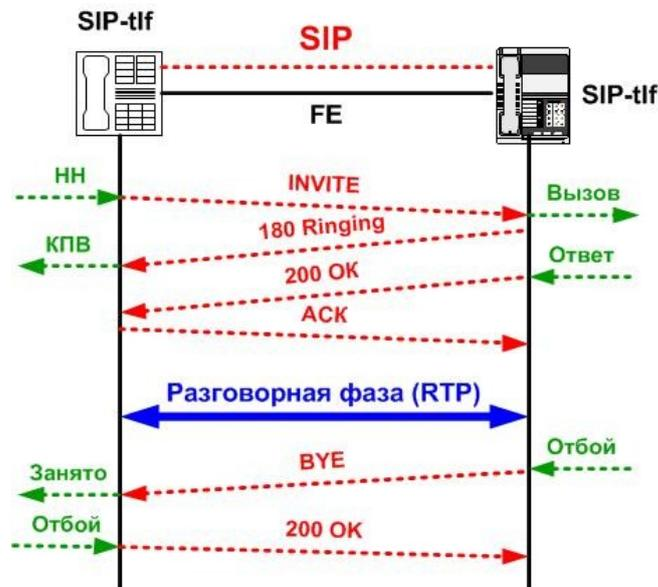 SIP-tlf
SIP
SIP-tlf
FE
НН
INVITE
Вызов
180 Ringing
КПВ
200 OK
Ответ
ACK
Разговорная фаза (RTP)
BYE
Отбой
Занято
Отбой
200 OK